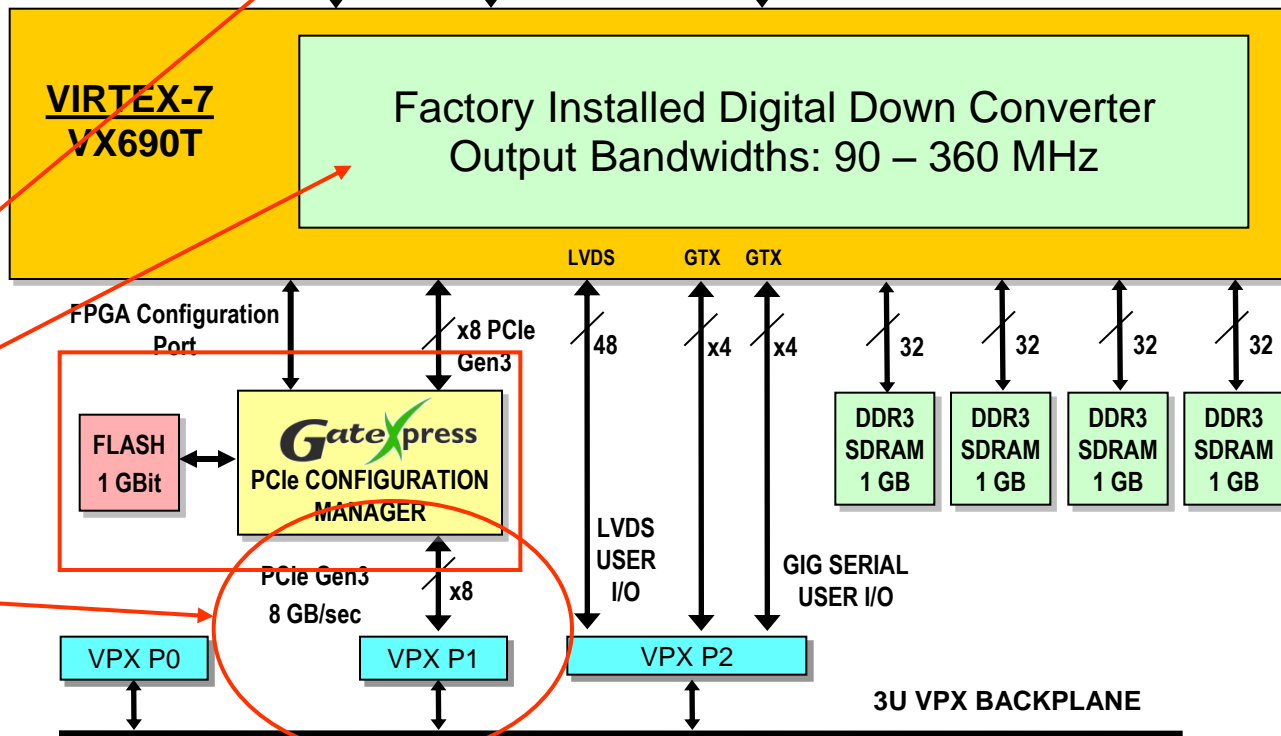 VIRTEX-7
VX690T
Factory Installed Digital Down Converter
Output Bandwidths: 90 – 360 MHz
LVDS
GTX
GTX
FPGA Configuration
Port
x8 PCIe
Gen3
48
x4
x4
32
32
32
32
FLASH
1 GBit
GateXpress
PCIe CONFIGURATION
MANAGER
DDR3
SDRAM
1 GB
DDR3
SDRAM
1 GB
DDR3
SDRAM
1 GB
DDR3
SDRAM
1 GB
PCIe Gen3
8 GB/sec
x8
LVDS
USER
I/O
GIG SERIAL
USER I/O
VPX P0
VPX P1
VPX P2
3U VPX BACKPLANE